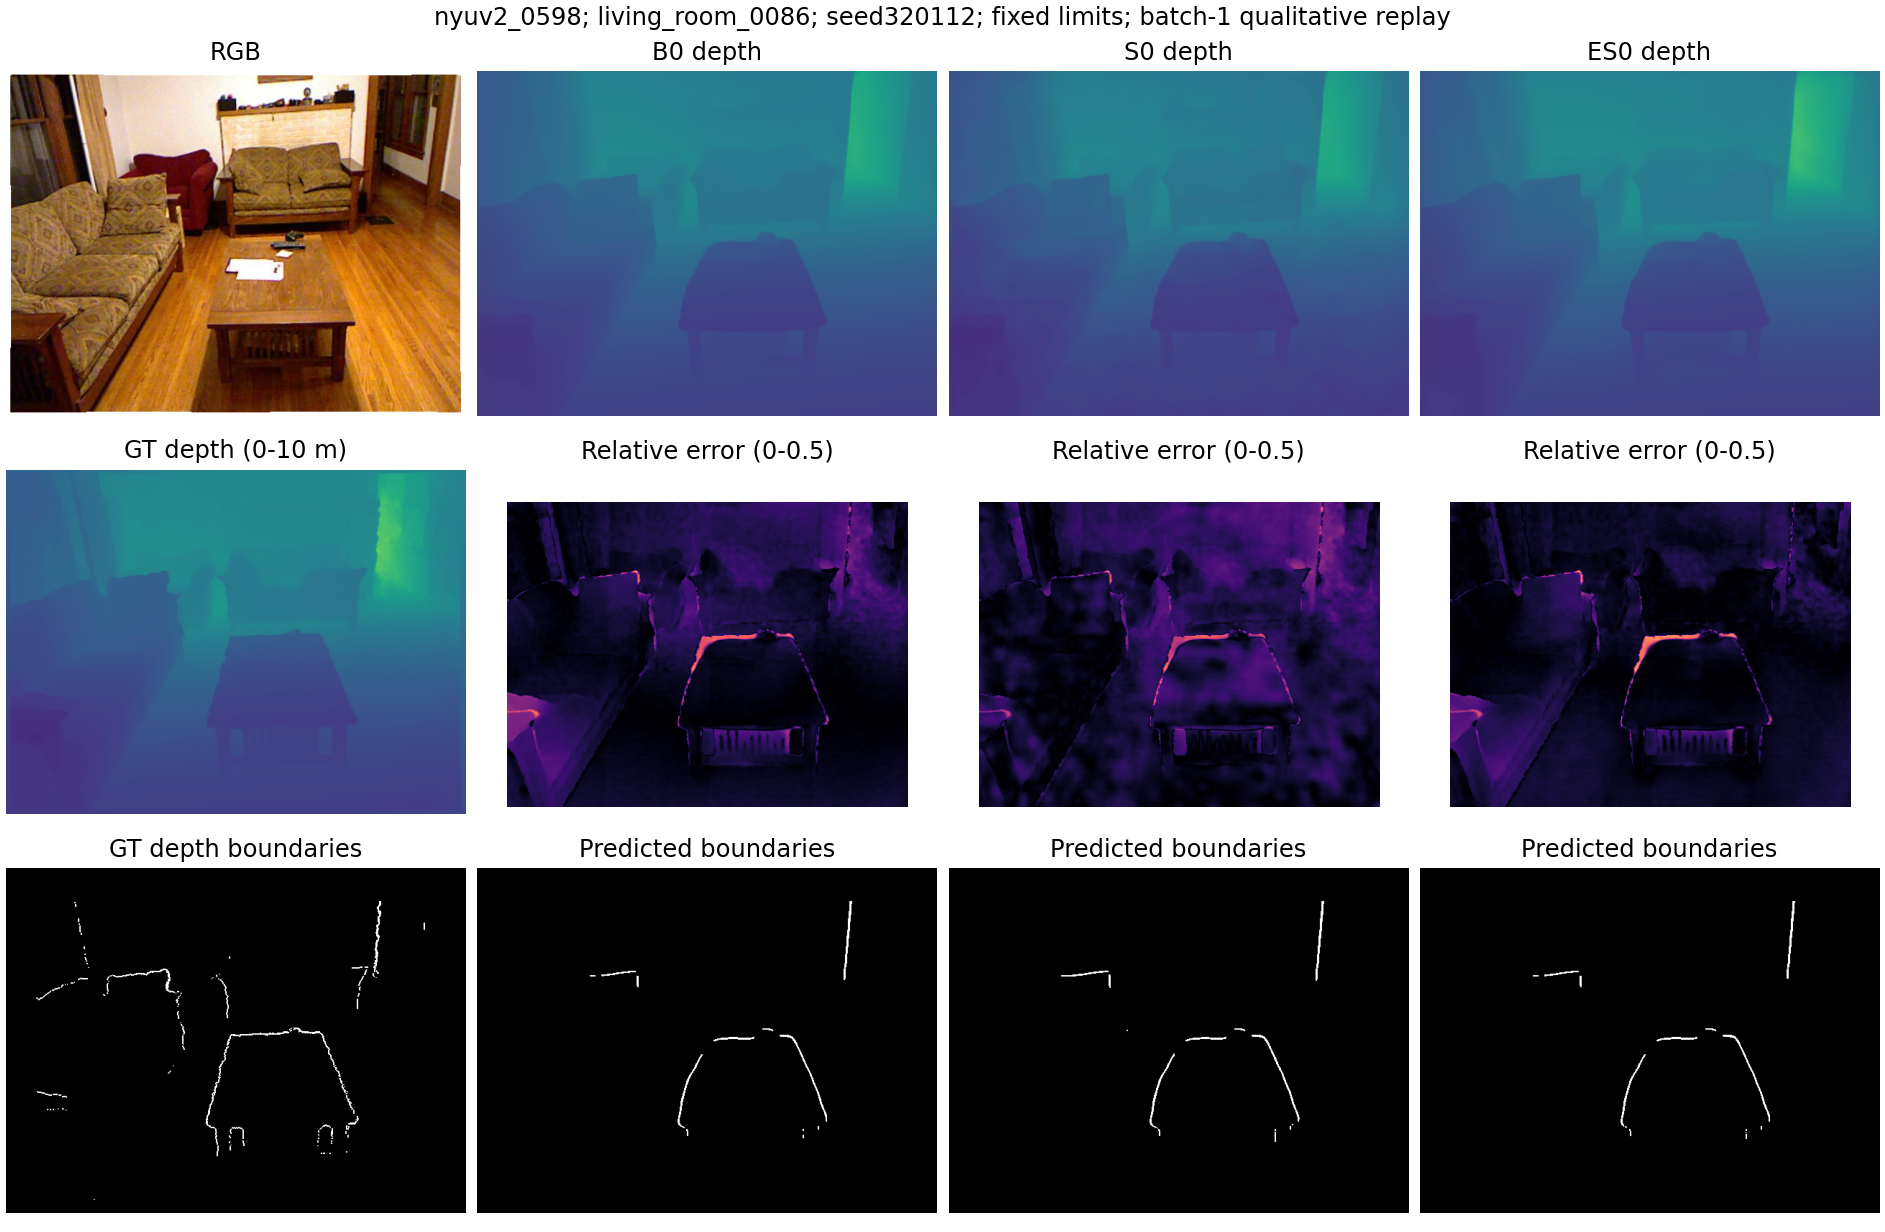 nyuv2_0598; living_room_0086; seed320112; fixed limits; batch-1 qualitative replay
RGB
B0 depth
S0 depth
ES0 depth
GT depth (0-10 m)
Relative error (0-0.5)
Relative error (0-0.5)
Relative error (0-0.5)
GT depth boundaries
Predicted boundaries
Predicted boundaries
Predicted boundaries